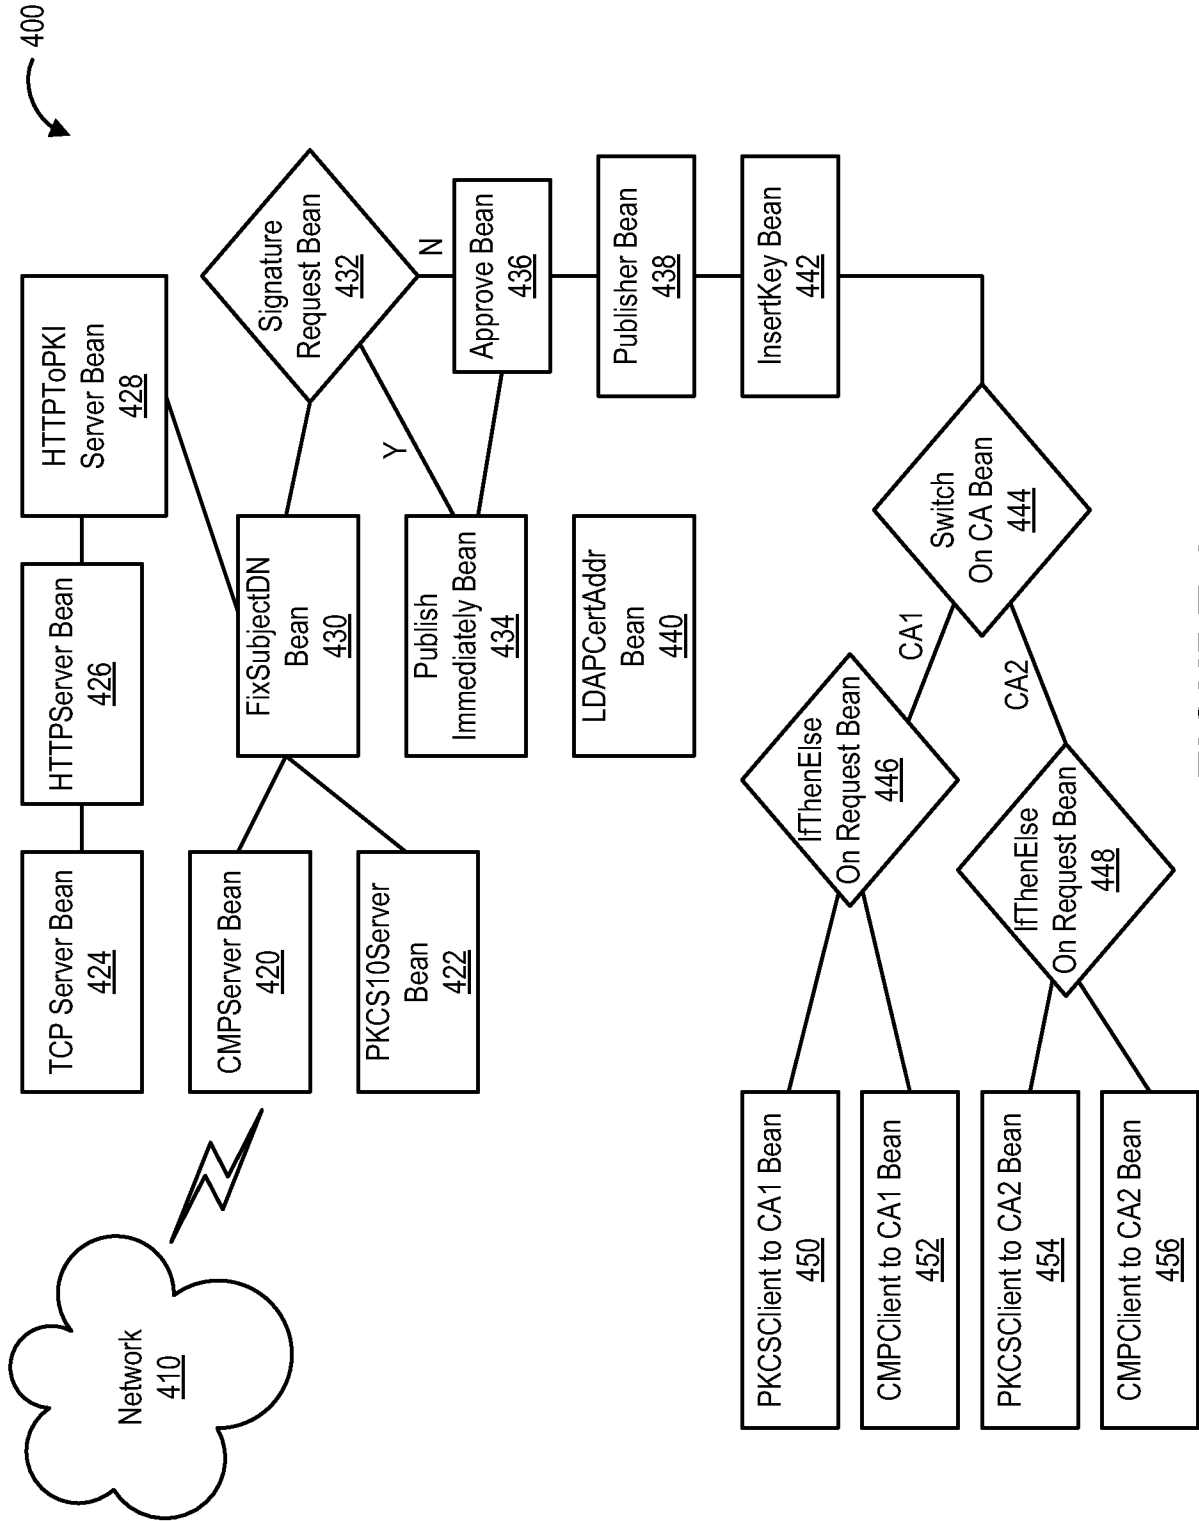 400
Network
410
TCP Server Bean
424
HTTPServer Bean
426
HTTPToPKI
Server Bean
428
CMPServer Bean
420
PKCS10Server
Bean
422
FixSubjectDN
Bean
430
Signature
Request Bean
432
Y
N
Publish
Immediately Bean
434
Approve Bean
436
LDAPCertAddr
Bean
440
Publisher Bean
438
InsertKey Bean
442
Switch
On CA Bean
444
CA1
CA2
IfThenElse
On Request Bean
446
IfThenElse
On Request Bean
448
PKCSClient to CA1 Bean
450
CMPClient to CA1 Bean
452
PKCSClient to CA2 Bean
454
CMPClient to CA2 Bean
456